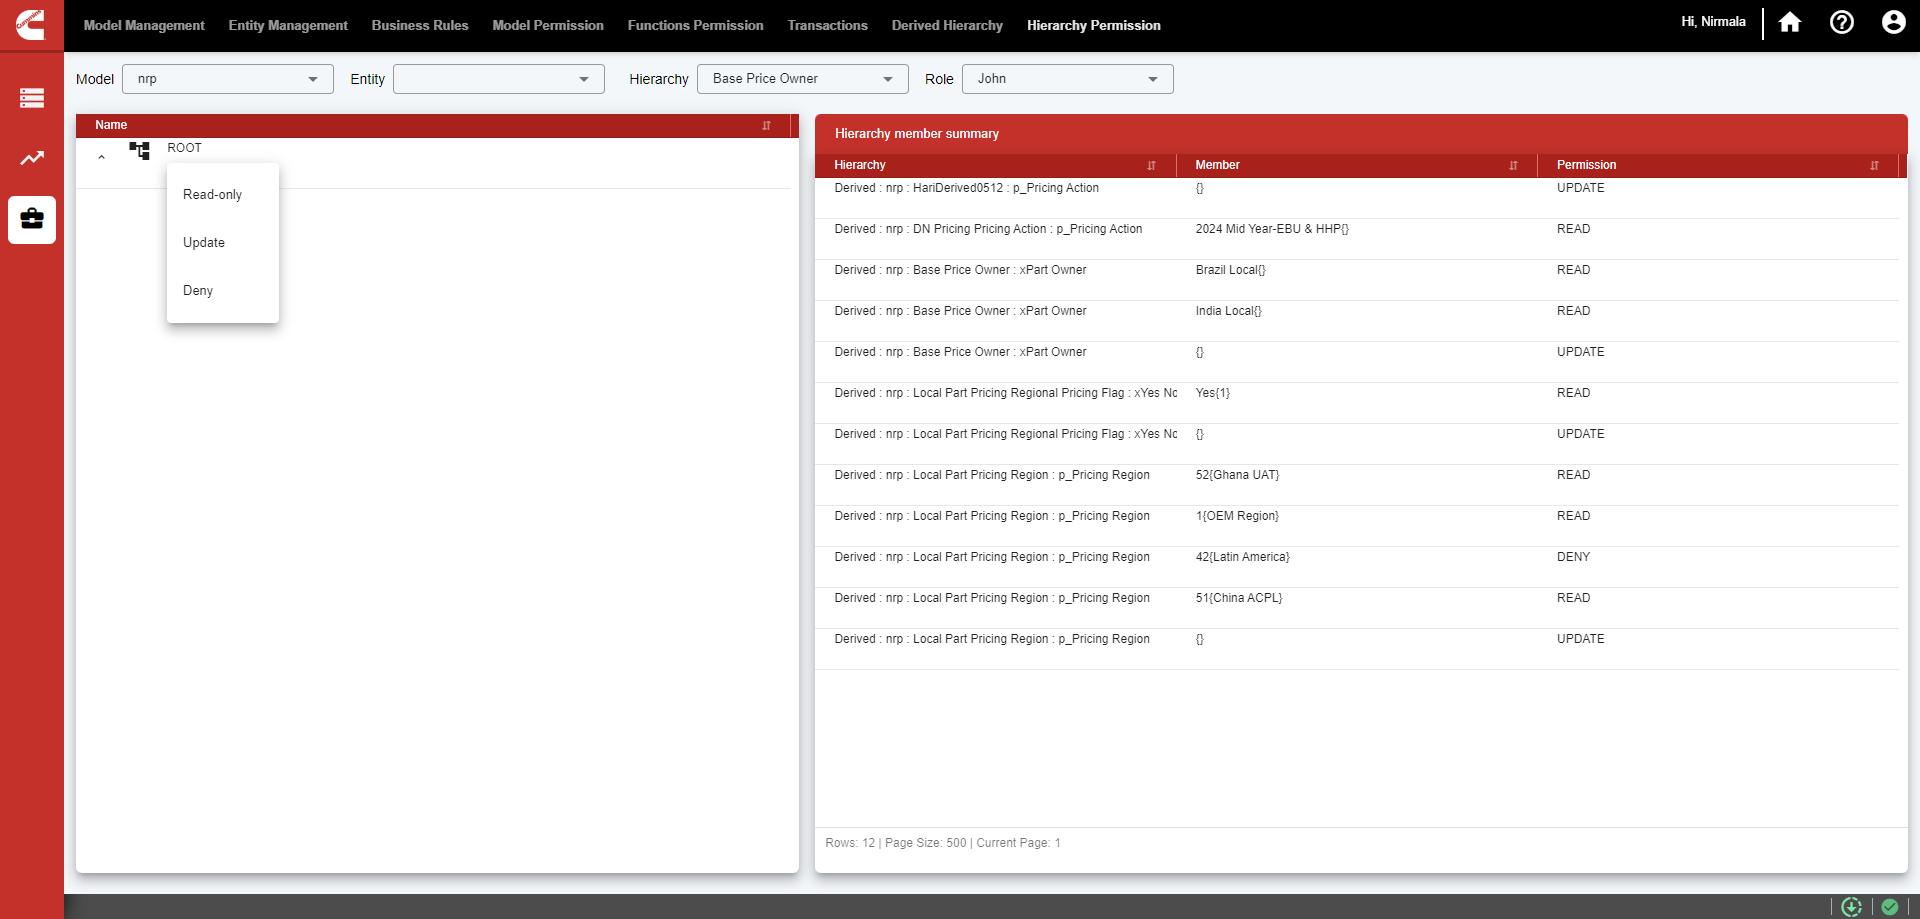 Cummins
Model Management Entity Management Business Rules Model Permission Functions Permission Transactions Derived Hierarchy Hierarchy Permission Hi, Nirmala
Model nrp Entity Hierarchy Base Price Owner Role John
Name
ROOT
Read-only
Update
Deny
Hierarchy member summary
Hierarchy Member Permission
Derived : nrp : HariDerived0512 : p_Pricing Action {} UPDATE
Derived : nrp : DN Pricing Pricing Action : p_Pricing Action 2024 Mid Year-EBU & HHP{} READ
Derived : nrp : Base Price Owner : xPart Owner Brazil Local{} READ
Derived : nrp : Base Price Owner : xPart Owner India Local{} READ
Derived : nrp : Base Price Owner : xPart Owner {} UPDATE
Derived : nrp : Local Part Pricing Regional Pricing Flag : xYes No Yes{1} READ
Derived : nrp : Local Part Pricing Regional Pricing Flag : xYes No {} UPDATE
Derived : nrp : Local Part Pricing Region : p_Pricing Region 52{Ghana UAT} READ
Derived : nrp : Local Part Pricing Region : p_Pricing Region 1{OEM Region} READ
Derived : nrp : Local Part Pricing Region : p_Pricing Region 42{Latin America} DENY
Derived : nrp : Local Part Pricing Region : p_Pricing Region 51{China ACPL} READ
Derived : nrp : Local Part Pricing Region : p_Pricing Region {} UPDATE
Rows: 12 | Page Size: 500 | Current Page: 1